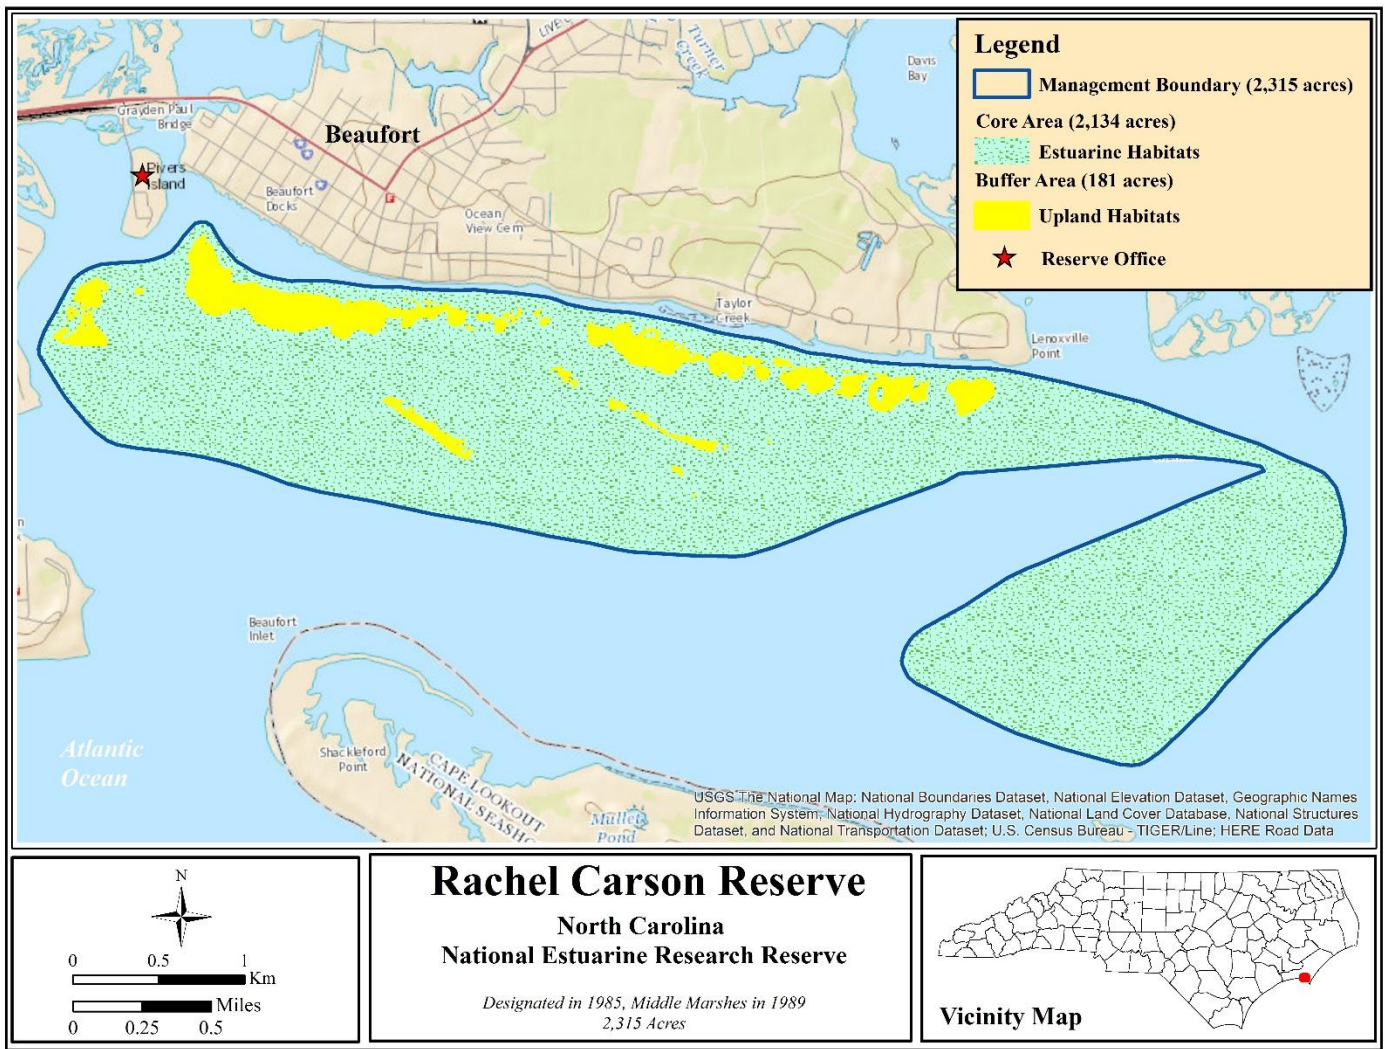 LIVE
Turner
Creek
Davis
Bay
Grayden Paul
Bridge
Beaufort
Pivers
Island
Beaufort
Docks
Ocean
View Cem
Taylor
Creek
Lenoxville
Point
Beaufort
Inlet
Atlantic
Ocean
Shackleford
Point
CAPE LOOKOUT
NATIONAL SEASHO
Mullet
Pond
Legend
Management Boundary (2,315 acres)
Core Area (2,134 acres)
Estuarine Habitats
Buffer Area (181 acres)
Upland Habitats
Reserve Office
USGS The National Map: National Boundaries Dataset, National Elevation Dataset, Geographic Names
Information System, National Hydrography Dataset, National Land Cover Database, National Structures
Dataset, and National Transportation Dataset; U.S. Census Bureau - TIGER/Line; HERE Road Data
N
0 0.5 1
Km
Miles
0 0.25 0.5
Rachel Carson Reserve
North Carolina
National Estuarine Research Reserve
Designated in 1985, Middle Marshes in 1989
2,315 Acres
Vicinity Map